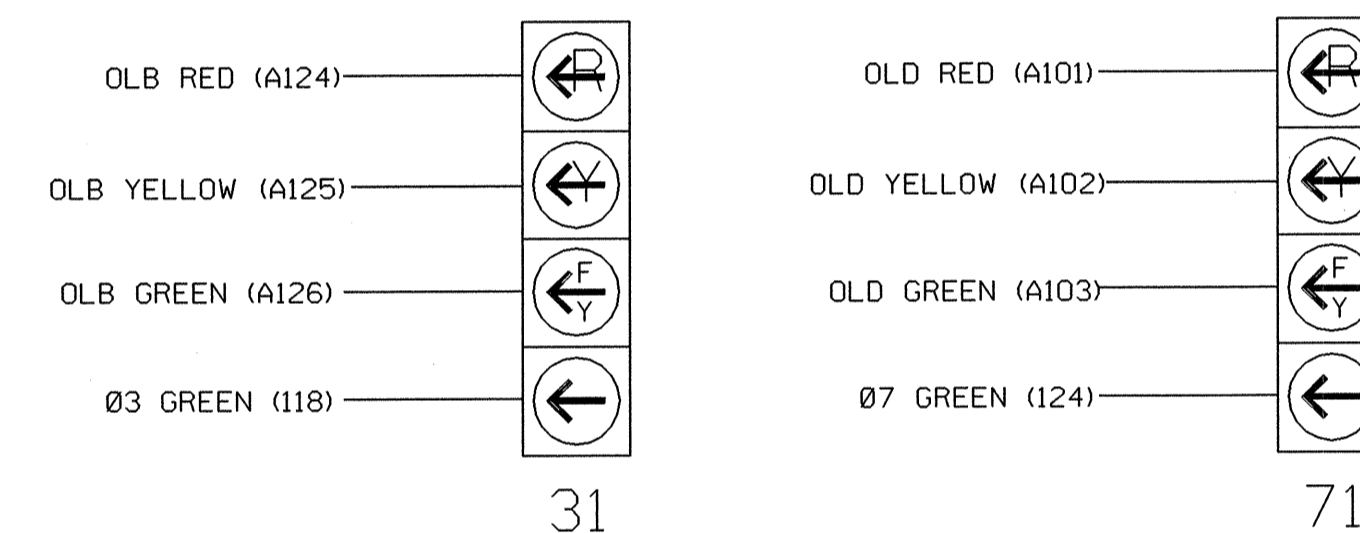 OLB RED (A124)
R
OLB YELLOW (A125)
Y
OLB GREEN (A126)
F
Y
Ø3 GREEN (118)
31
OLD RED (A101)
R
OLD YELLOW (A102)
Y
OLD GREEN (A103)
F
Y
Ø7 GREEN (124)
71